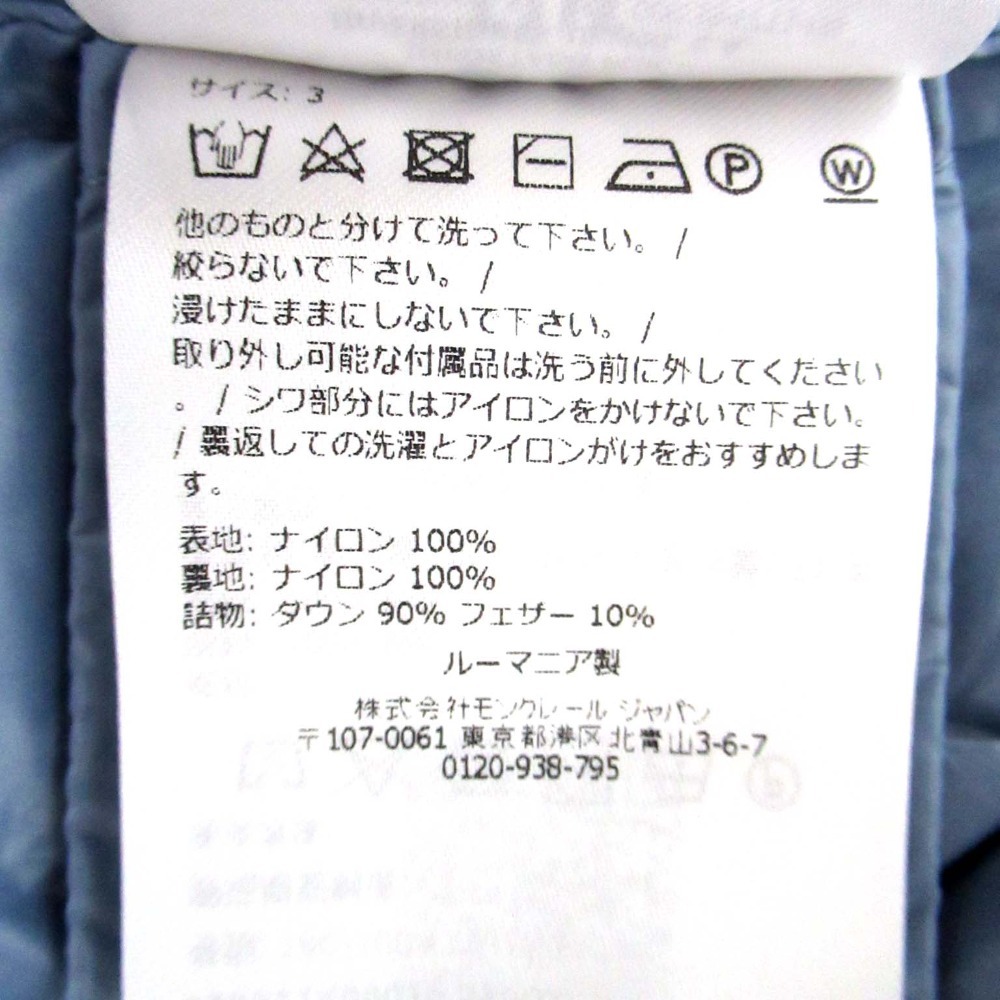 サイズ: 3
P W
他のものと分けて洗って下さい。 /
絞らないで下さい。 /
浸けたままにしないで下さい。 /
取り外し可能な付属品は洗う前に外してください
。 / シワ部分にはアイロンをかけないで下さい。
/ 裏返しての洗濯とアイロンがけをおすすめしま
す。
表地: ナイロン 100%
裏地: ナイロン 100%
詰物: ダウン 90% フェザー 10%
ルーマニア製
株式会社モンクレール ジャパン
〒107-0061 東京都港区北青山3-6-7
0120-938-795